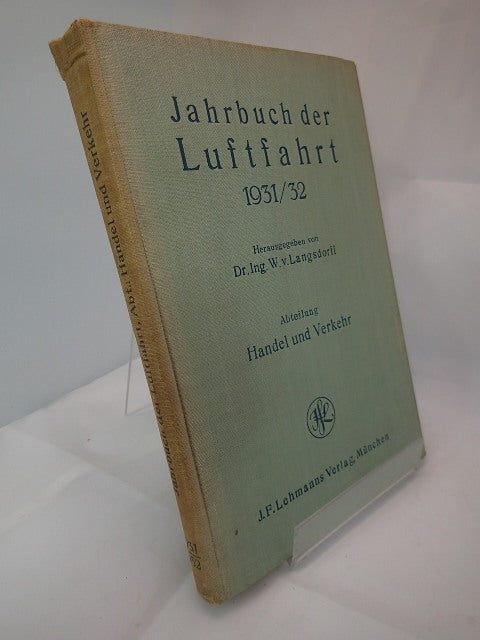 Jahrbuch der
Luftfahrt
1931/32
Herausgegeben von
Dr. Ing. W. v. Langsdorff
Abteilung
Handel und Verkehr
J. F. Lehmanns Verlag, München
Abt: Handel und Verkehr
31/32